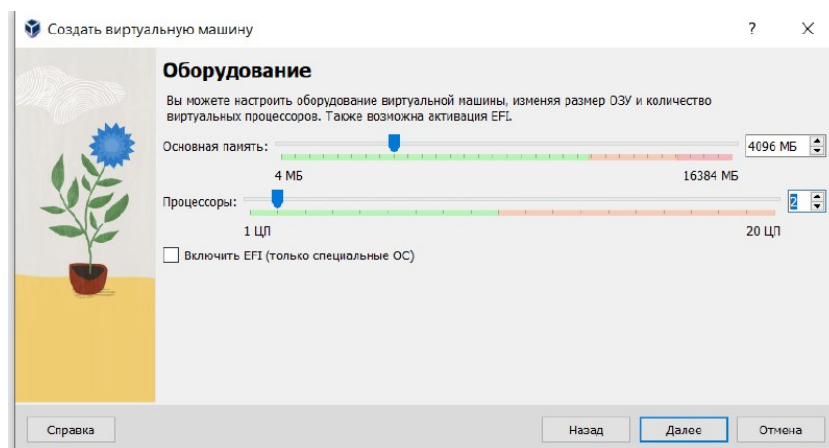 Создать виртуальную машину
?
Оборудование
Вы можете настроить оборудование виртуальной машины, изменяя размер ОЗУ и количество
виртуальных процессоров. Также возможна активация EFI.
Основная память:
4096 МБ
4 МБ
16384 МБ
Процессоры:
2
1 ЦП
20 ЦП
Включить EFI (только специальные ОС)
Справка
Назад
Далее
Отмена